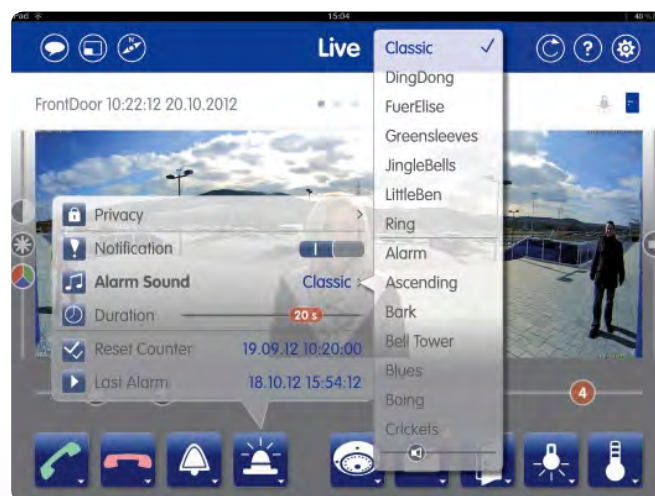 Pad 15:04 48 %
Live
FrontDoor 10:22:12 20.10.2012
Privacy
Notification
Alarm Sound Classic
Duration 20 s
Reset Counter 19.09.12 10:20:00
Last Alarm 18.10.12 15:54:12
Classic
DingDong
FuerElise
Greensleeves
JingleBells
LittleBen
Ring
Alarm
Ascending
Bark
Bell Tower
Blues
Boing
Crickets
?
N
4